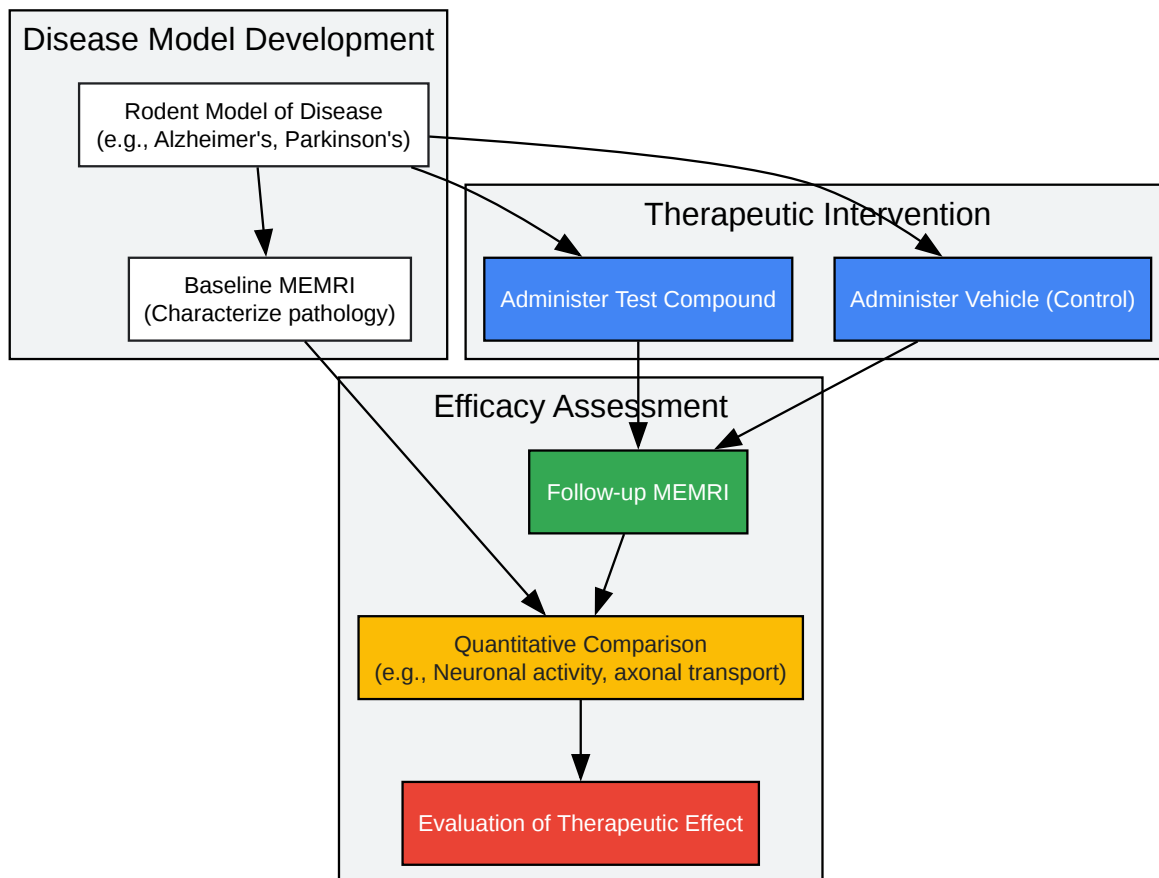 Disease Model Development
Rodent Model of Disease
(e.g., Alzheimer's, Parkinson's)
Therapeutic Intervention
Baseline MEMRI
(Characterize pathology)
Administer Test Compound
Administer Vehicle (Control)
Efficacy Assessment
Follow-up MEMRI
Quantitative Comparison
(e.g., Neuronal activity, axonal transport)
Evaluation of Therapeutic Effect